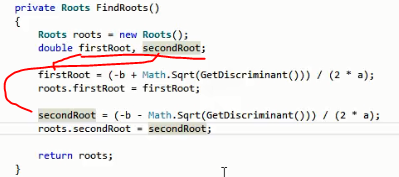 private Roots FindRoots()
{
Roots roots = new Roots();
double firstRoot, secondRoot;
firstRoot = (-b + Math.Sqrt(GetDiscriminant())) / (2 * a);
roots.firstRoot = firstRoot;
secondRoot = (-b - Math.Sqrt(GetDiscriminant())) / (2 * a);
roots.secondRoot = secondRoot;
return roots;
}